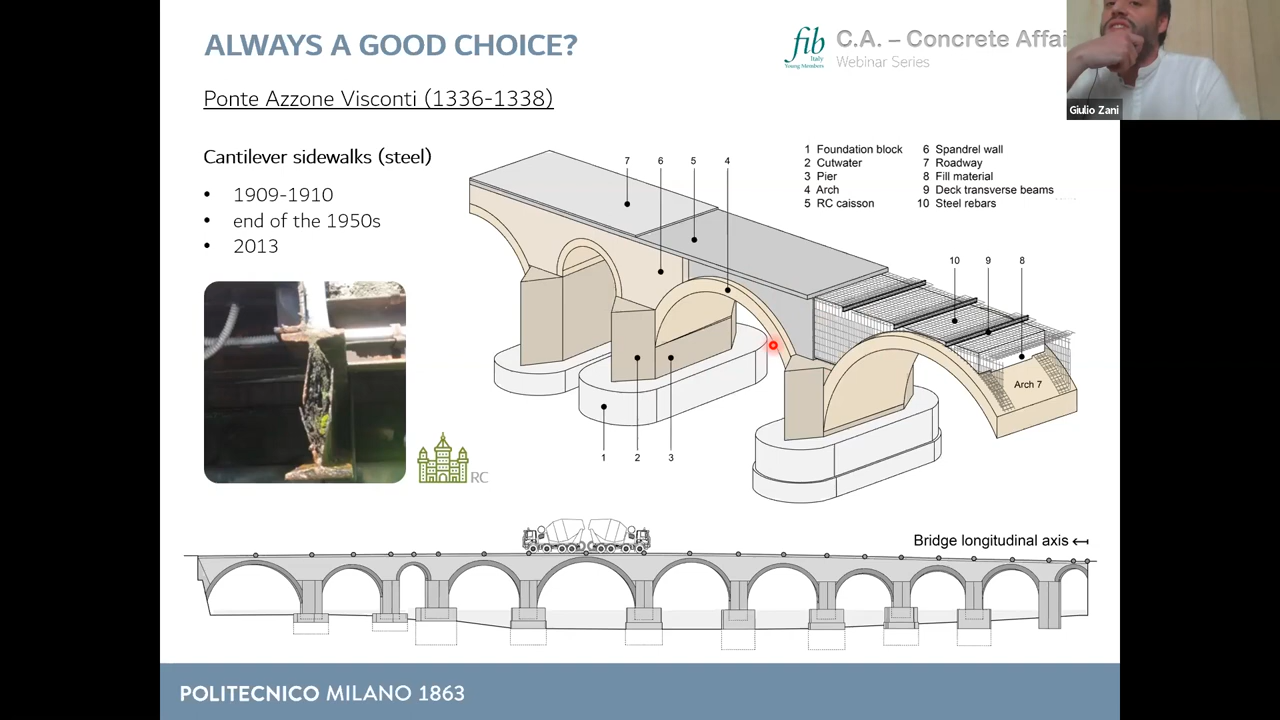 ALWAYS A GOOD CHOICE?
fib
Italy
Young Members
C.A. – Concrete Affai
Webinar Series
Giulio Zani
Ponte Azzone Visconti (1336-1338)
Cantilever sidewalks (steel)
• 1909-1910
• end of the 1950s
• 2013
1 Foundation block
2 Cutwater
3 Pier
4 Arch
5 RC caisson
6 Spandrel wall
7 Roadway
8 Fill material
9 Deck transverse beams
10 Steel rebars
7 6 5 4
10 9 8
Arch 7
1 2 3
RC
Bridge longitudinal axis
POLITECNICO MILANO 1863